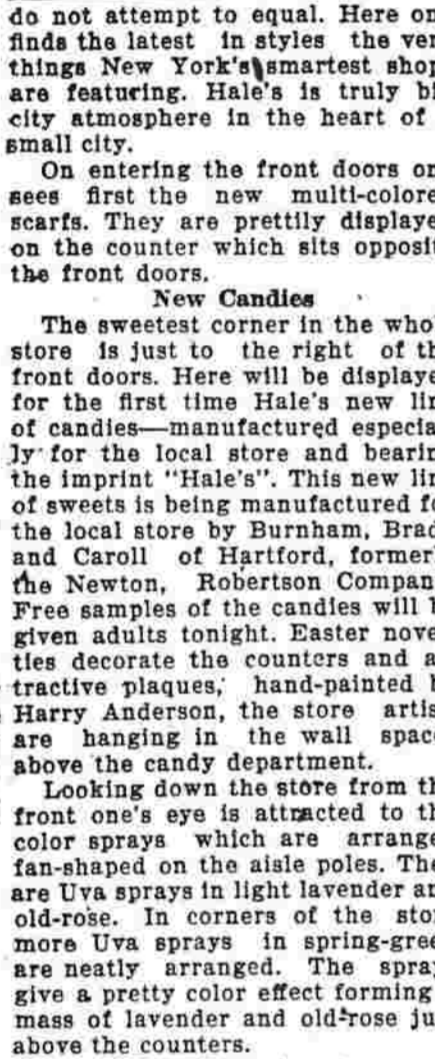 do not attempt to equal. Here on
finds the latest in styles the ver
things New York's smartest shop
are featuring. Hale's is truly bi
city atmosphere in the heart of
small city.
On entering the front doors on
sees first the new multi-colore
scarfs. They are prettily displaye
on the counter which sits opposit
the front doors.
New Candies
The sweetest corner in the who
store is just to the right of th
front doors. Here will be displaye
for the first time Hale's new lin
of candies—manufactured especia
ly for the local store and bearin
the imprint "Hale's". This new lin
of sweets is being manufactured fo
the local store by Burnham, Brad
and Caroll of Hartford, former
the Newton, Robertson Compan
Free samples of the candies will b
given adults tonight. Easter nove
ties decorate the counters and a
tractive plaques, hand-painted b
Harry Anderson, the store artis
are hanging in the wall space
above the candy department.
Looking down the store from th
front one's eye is attracted to th
color sprays which are arrange
fan-shaped on the aisle poles. The
are Uva sprays in light lavender an
old-rose. In corners of the stor
more Uva sprays in spring-gree
are neatly arranged. The spray
give a pretty color effect forming
mass of lavender and old-rose ju
above the counters.